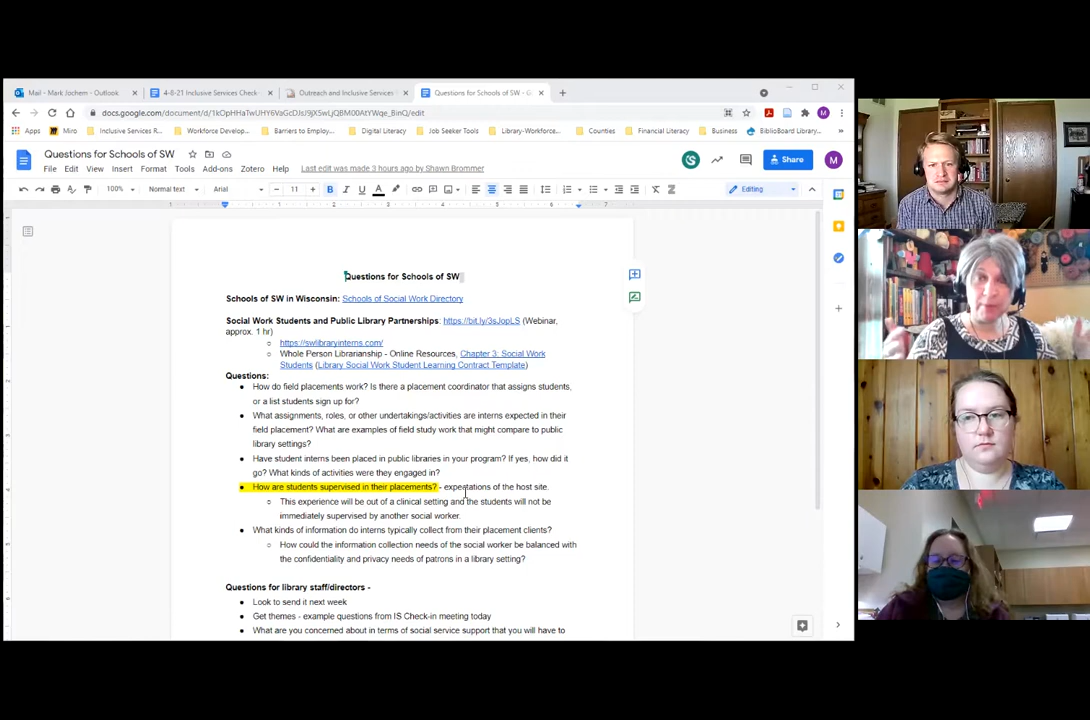 Mail - Mark Jochem - Outlook
4-8-21 Inclusive Services Check-
Outreach and Inclusive Services
Questions for Schools of SW - G
docs.google.com/document/d/
Apps Miro Inclusive Services R... Workforce Develop... Barriers to Employ... Digital Literacy Job Seeker Tools Library-Workforce... Counties Financial Literacy Business BiblioBoard Library...
Questions for Schools of SW
File Edit View Insert Format Tools Add-ons Zotero Help Last edit was made 3 hours ago by Shawn Brommer
Share
M
100% Normal text Arial 11 Editing
Questions for Schools of SW
Schools of SW in Wisconsin: Schools of Social Work Directory
Social Work Students and Public Library Partnerships: https://bit.ly/3sJopLS (Webinar,
approx. 1 hr)
https://swlibraryinterns.com/
Whole Person Librarianship - Online Resources, Chapter 3: Social Work
Students (Library Social Work Student Learning Contract Template)
Questions:
How do field placements work? Is there a placement coordinator that assigns students,
or a list students sign up for?
What assignments, roles, or other undertakings/activities are interns expected in their
field placement? What are examples of field study work that might compare to public
library settings?
Have student interns been placed in public libraries in your program? If yes, how did it
go? What kinds of activities were they engaged in?
How are students supervised in their placements? - expectations of the host site.
This experience will be out of a clinical setting and the students will not be
immediately supervised by another social worker.
What kinds of information do interns typically collect from their placement clients?
How could the information collection needs of the social worker be balanced with
the confidentiality and privacy needs of patrons in a library setting?
Questions for library staff/directors -
Look to send it next week
Get themes - example questions from IS Check-in meeting today
What are you concerned about in terms of social service support that you will have to